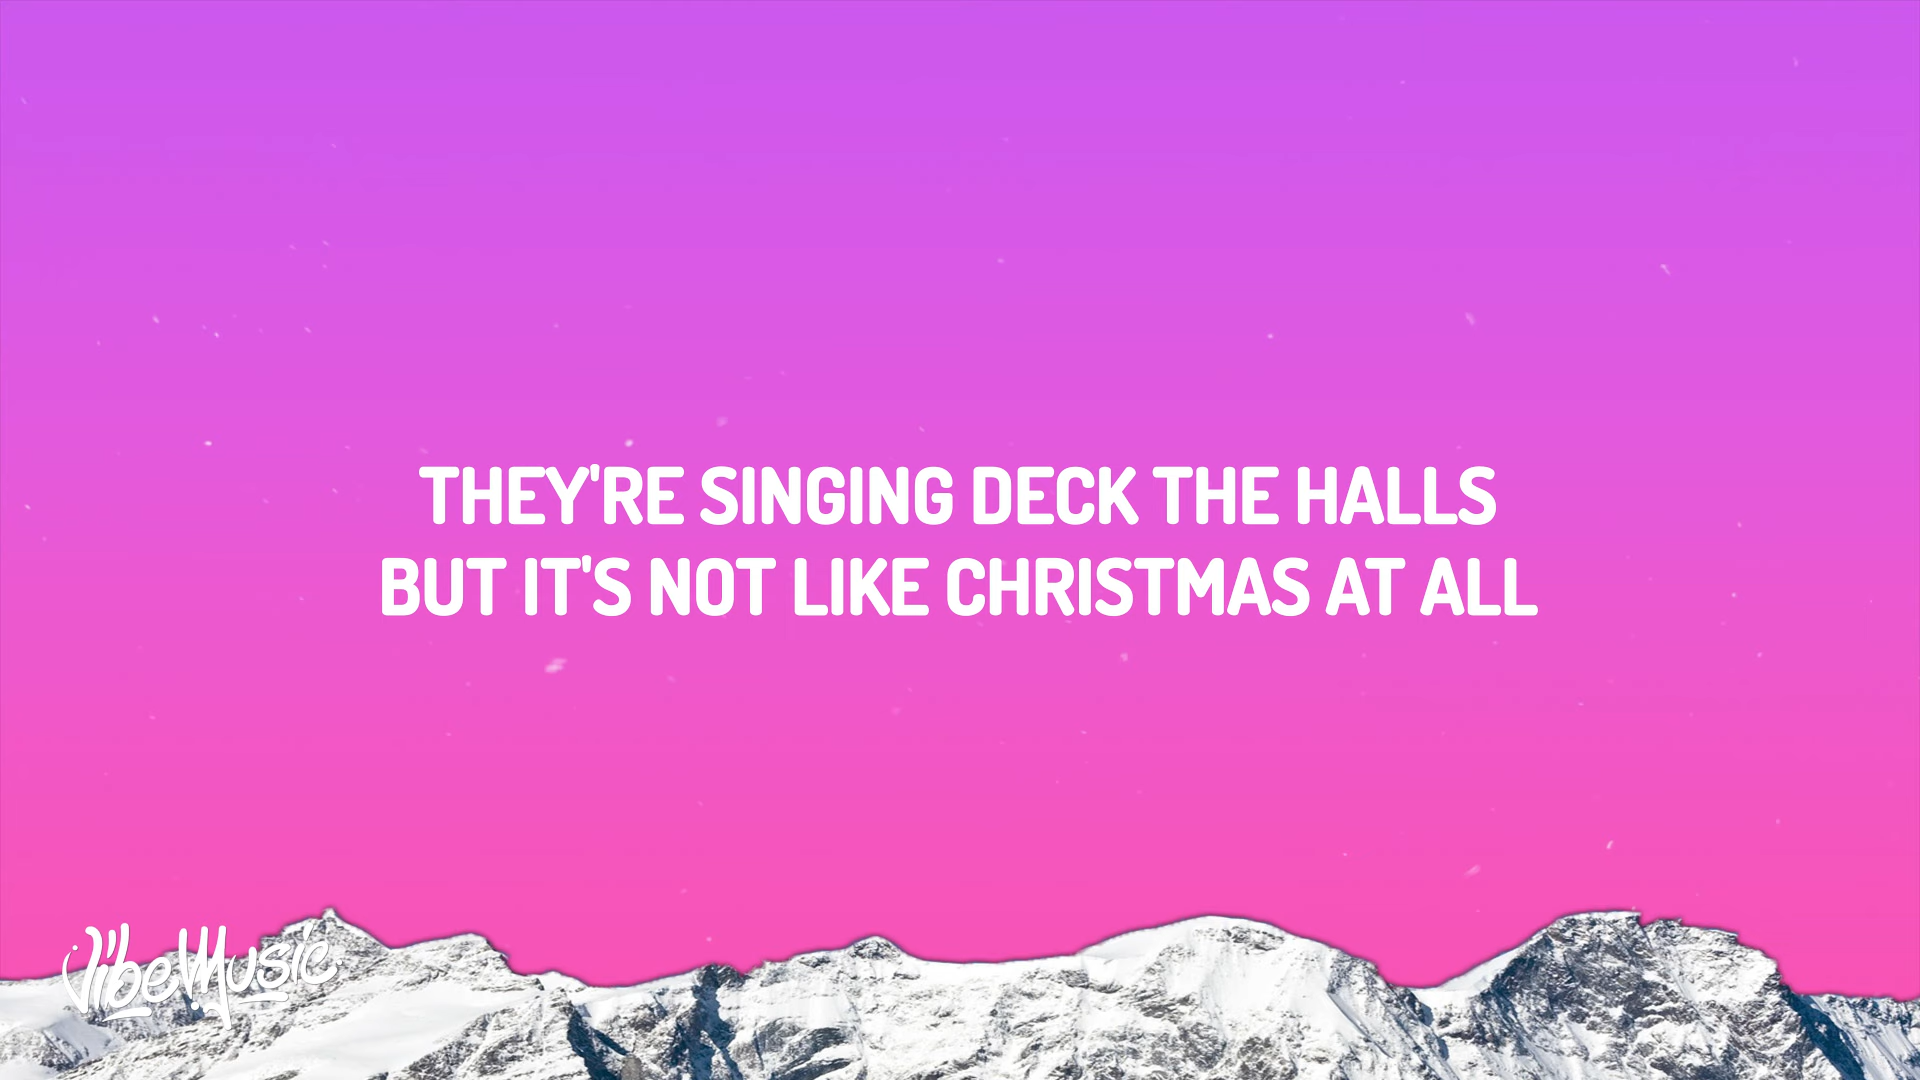 THEY'RE SINGING DECK THE HALLS
BUT IT'S NOT LIKE CHRISTMAS AT ALL
VibeMusic